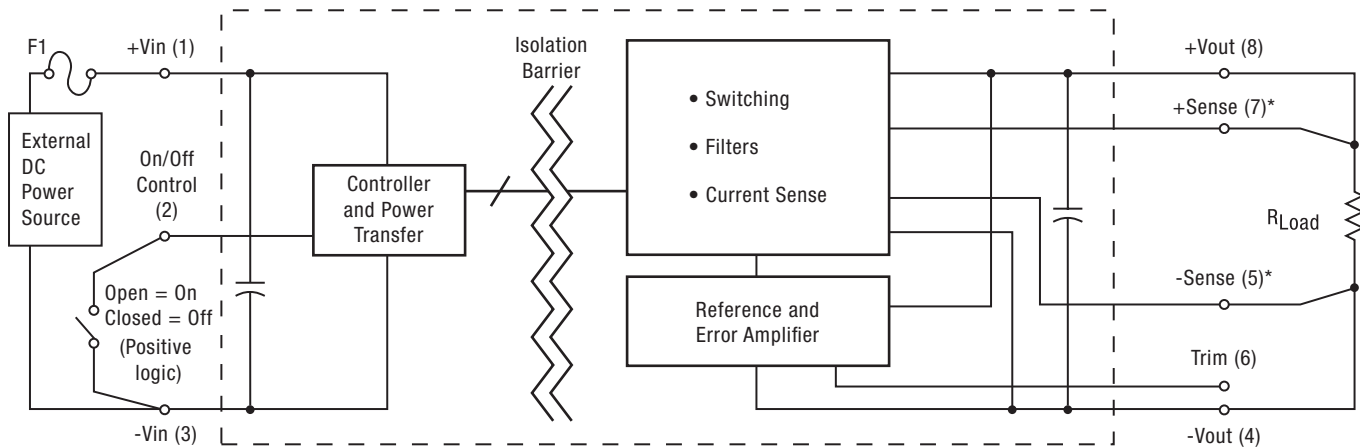 F1
+Vin (1)
External
DC
Power
Source
On/Off
Control
(2)
Open = On
Closed = Off
(Positive
logic)
-Vin (3)
Controller
and Power
Transfer
Isolation
Barrier
• Switching
• Filters
• Current Sense
Reference and
Error Amplifier
+Vout (8)
+Sense (7)*
RLoad
-Sense (5)*
Trim (6)
-Vout (4)